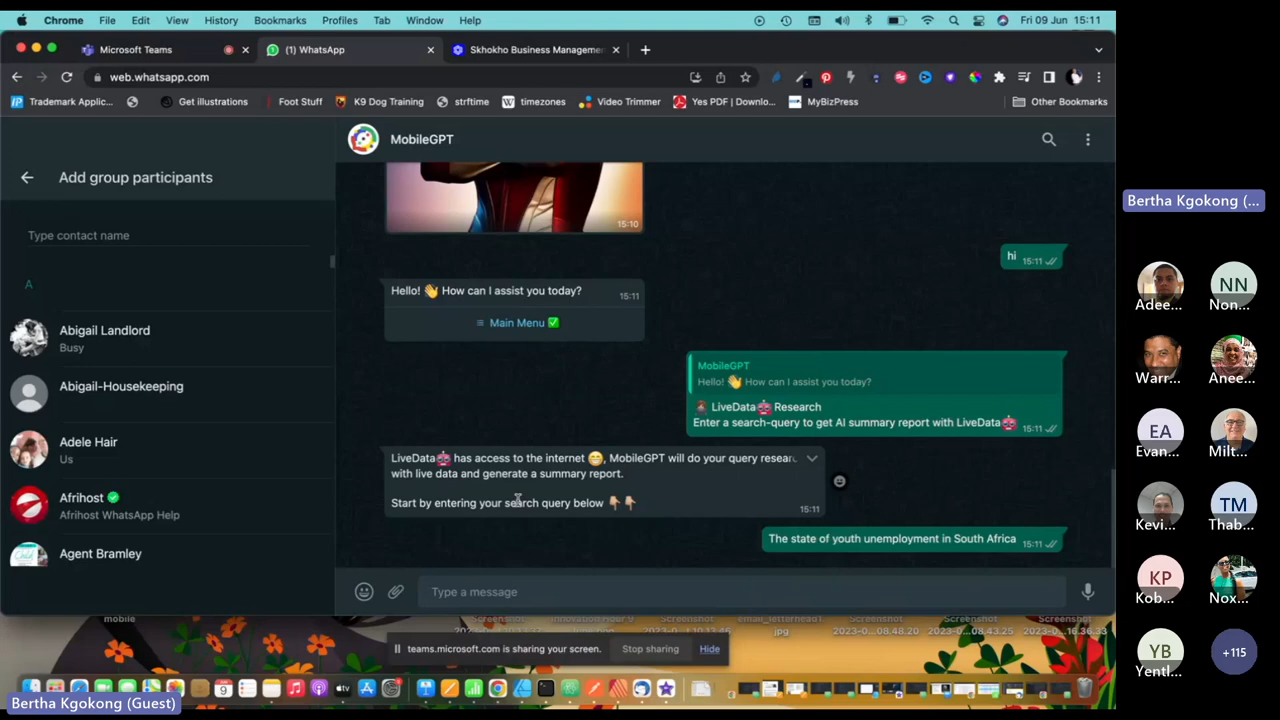 Chrome File Edit View History Bookmarks Profiles Tab Window Help Fri 09 Jun 15:11
Microsoft Teams
(1) WhatsApp
Skhokho Business Managemen
web.whatsapp.com
Trademark Applic... Get illustrations Foot Stuff K9 Dog Training strftime timezones Video Trimmer Yes PDF | Downlo... MyBizPress Other Bookmarks
Add group participants
Type contact name
A
Abigail Landlord
Busy
Abigail-Housekeeping
Adele Hair
Us
Afrihost
Afrihost WhatsApp Help
Agent Bramley
MobileGPT
15:10
hi 15:11
Hello! 👋 How can I assist you today?
15:11
Main Menu ✅
MobileGPT
Hello! 👋 How can I assist you today?
LiveData🤖 Research
Enter a search-query to get AI summary report with LiveData🤖
15:11
LiveData🤖 has access to the internet 😁, MobileGPT will do your query resear
with live data and generate a summary report.
Start by entering your search query below 👇🏽👇🏽
15:11
The state of youth unemployment in South Africa 15:11
Type a message
mobile
Screenshot
Screenshot
Screenshot
Screenshot
.jpg
teams.microsoft.com is sharing your screen. Stop sharing Hide
Bertha Kgokong (Guest)
Bertha Kgokong (...
Adee...
NN
Non...
Warr...
Anee...
EA
Evan...
Milt...
Kevi...
TM
Thab...
KP
Kob...
Nox...
YB
Yentl...
+115